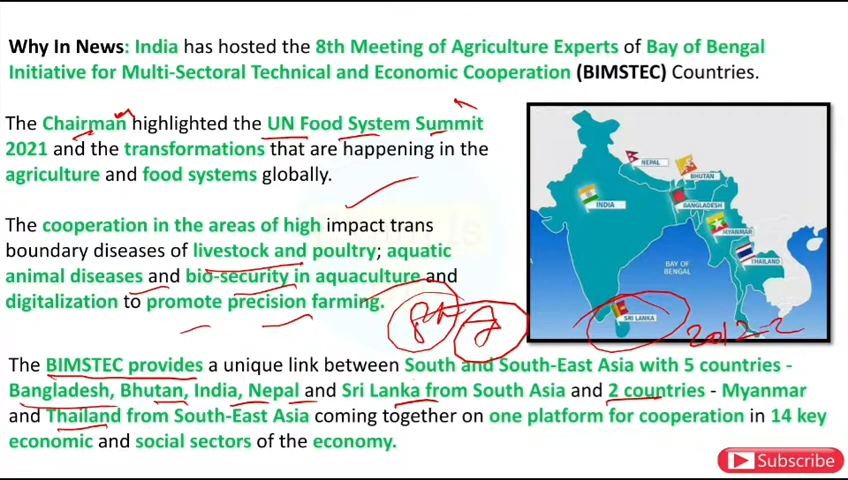 Why In News: India has hosted the 8th Meeting of Agriculture Experts of Bay of Bengal
Initiative for Multi-Sectoral Technical and Economic Cooperation (BIMSTEC) Countries.
The Chairman highlighted the UN Food System Summit
2021 and the transformations that are happening in the
agriculture and food systems globally.
The cooperation in the areas of high impact trans
boundary diseases of livestock and poultry; aquatic
animal diseases and bio-security in aquaculture and
digitalization to promote precision farming.
NEPAL
BHUTAN
INDIA
BANGLADESH
MYANMAR
THAILAND
BAY OF
BENGAL
SRI LANKA
8th
The BIMSTEC provides a unique link between South and South-East Asia with 5 countries -
Bangladesh, Bhutan, India, Nepal and Sri Lanka from South Asia and 2 countries - Myanmar
and Thailand from South-East Asia coming together on one platform for cooperation in 14 key
economic and social sectors of the economy.
Subscribe